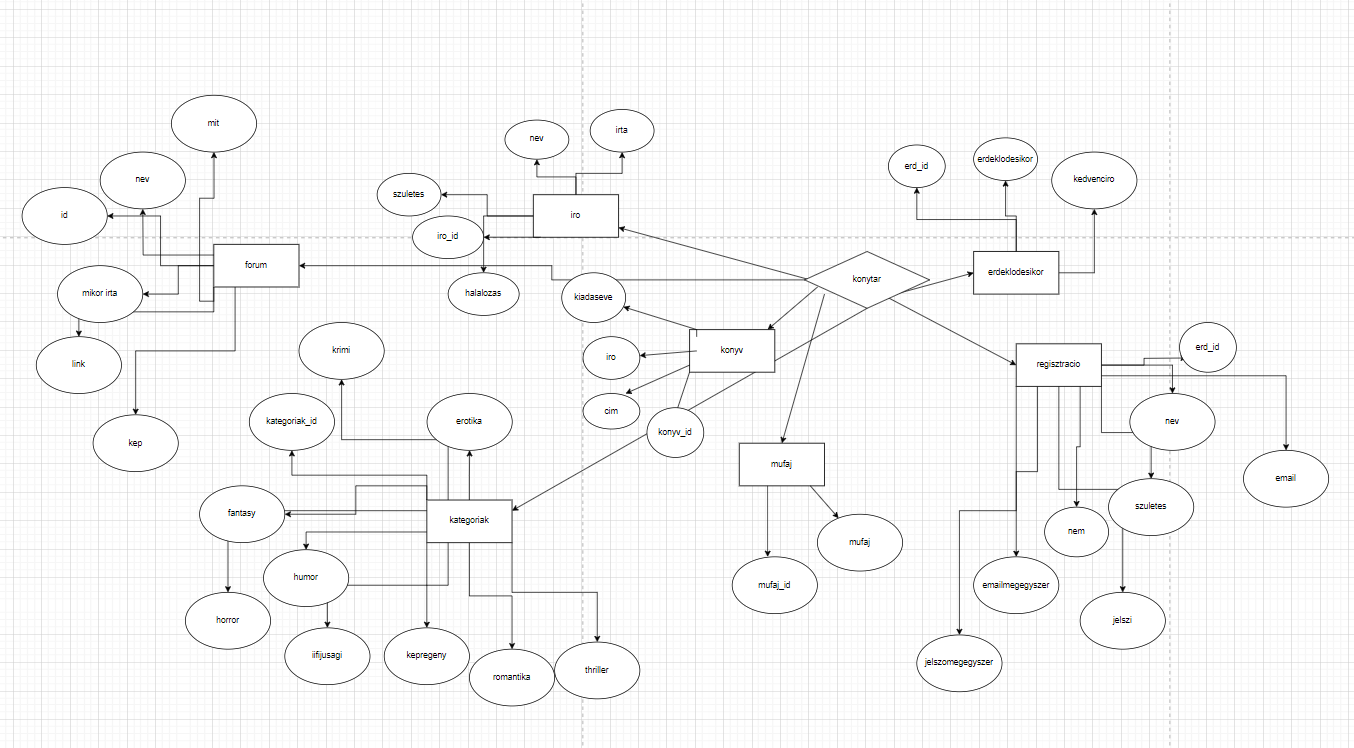 mit
nev
id
forum
mikor irta
link
kep
nev
irta
szuletes
iro
iro_id
halalozas
konytar
erd_id
erdeklodesikor
kedvenciro
erdeklodesikor
kiadaseve
konyv
iro
cim
konyv_id
regisztracio
erd_id
nev
email
szuletes
nem
emailmegegyszer
jelszi
jelszomegegyszer
mufaj
mufaj
mufaj_id
krimi
kategoriak_id
erotika
fantasy
kategoriak
humor
horror
iifijusagi
kepregeny
romantika
thriller